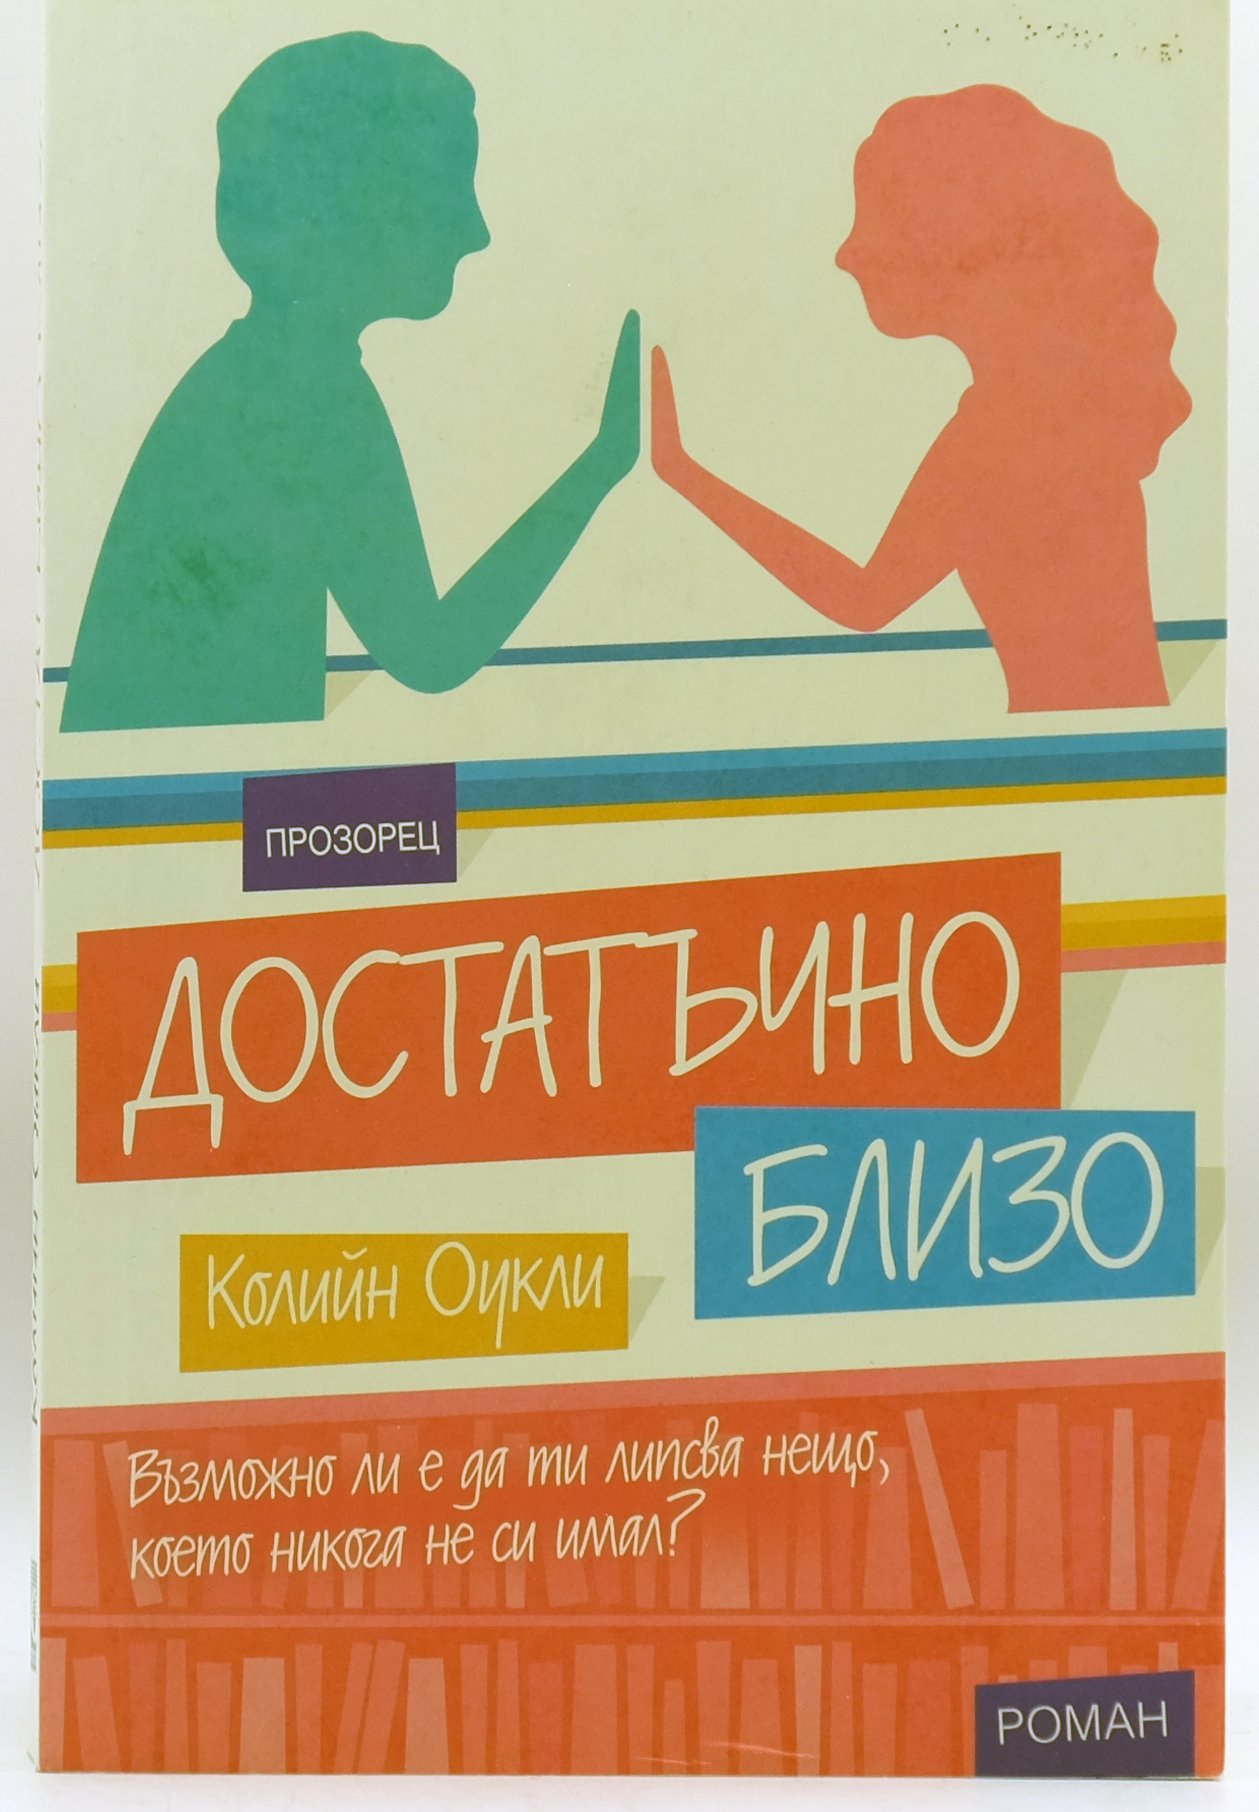 ПРОЗОРЕЦ
ДОСТАТЪЧНО
БЛИЗО
Колийн Оукли
Възможно ли е да ти липсва нещо,
което никога не си имал?
РОМАН